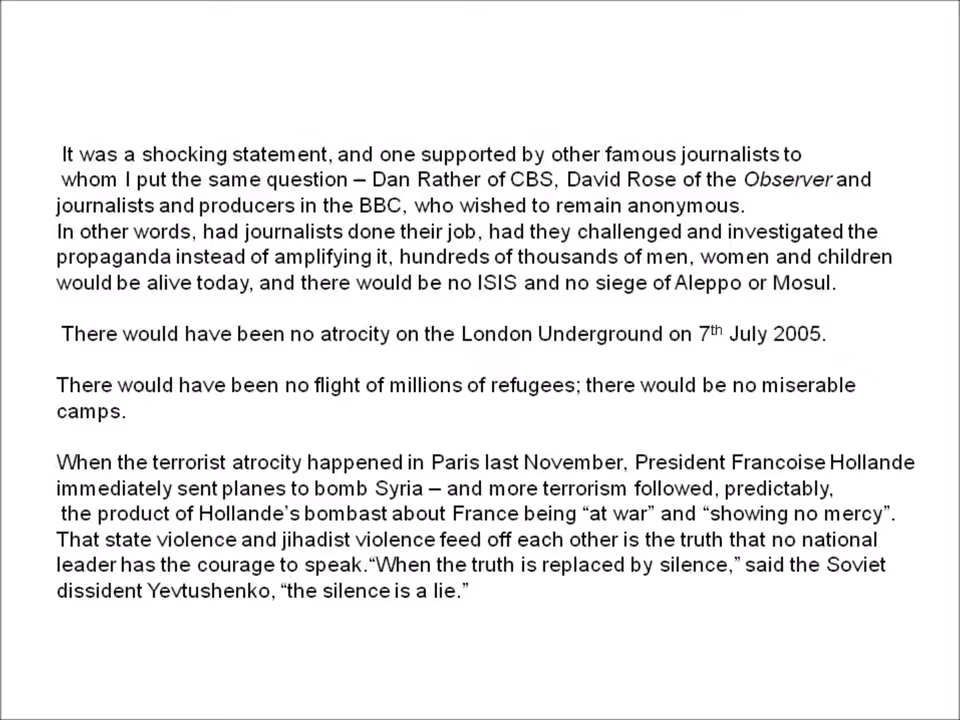 It was a shocking statement, and one supported by other famous journalists to
whom I put the same question – Dan Rather of CBS, David Rose of the Observer and
journalists and producers in the BBC, who wished to remain anonymous.
In other words, had journalists done their job, had they challenged and investigated the
propaganda instead of amplifying it, hundreds of thousands of men, women and children
would be alive today, and there would be no ISIS and no siege of Aleppo or Mosul.
There would have been no atrocity on the London Underground on 7th July 2005.
There would have been no flight of millions of refugees; there would be no miserable
camps.
When the terrorist atrocity happened in Paris last November, President Francoise Hollande
immediately sent planes to bomb Syria – and more terrorism followed, predictably,
the product of Hollande’s bombast about France being “at war” and “showing no mercy”.
That state violence and jihadist violence feed off each other is the truth that no national
leader has the courage to speak.“When the truth is replaced by silence,” said the Soviet
dissident Yevtushenko, “the silence is a lie.”